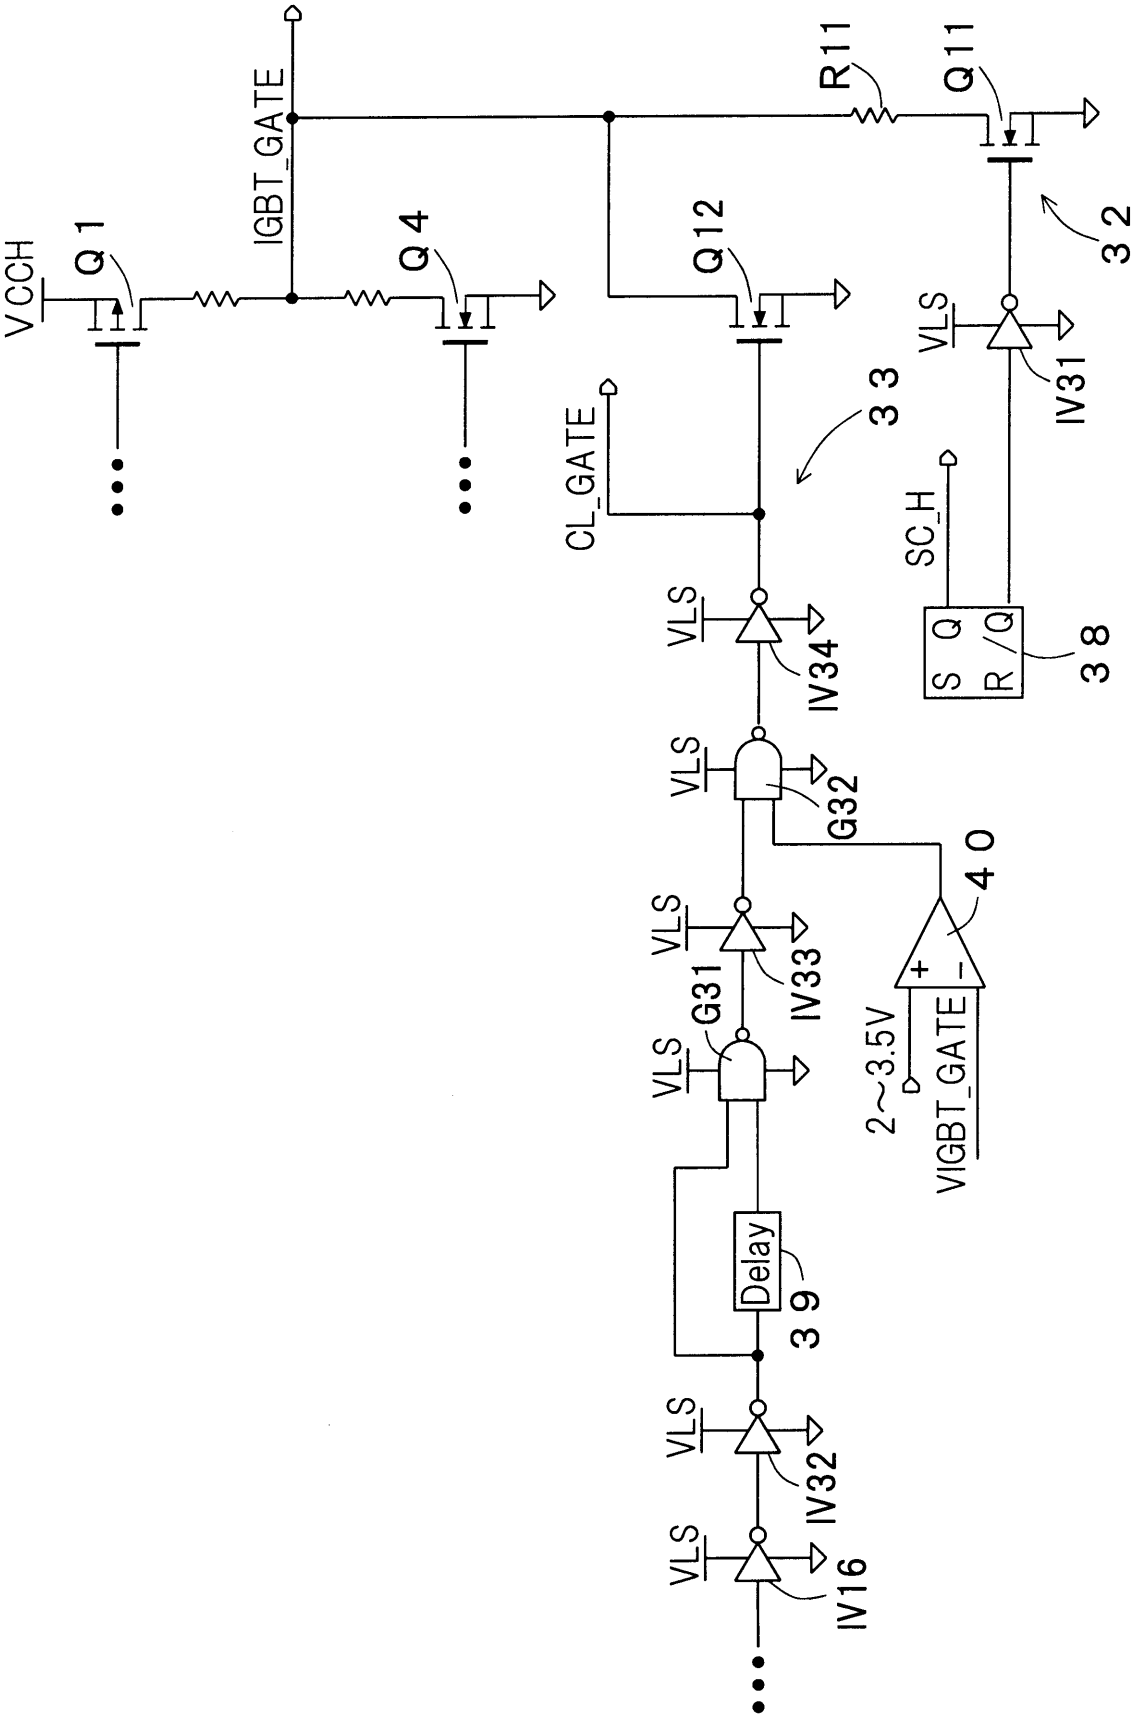 VCCH
Q1
IGBT_GATE
Q4
CL_GATE
Q12
R11
Q11
32
33
VLS
IV31
SC_H
S Q
R Q
38
VLS
IV16
VLS
IV32
Delay
39
VLS
G31
VLS
IV33
VLS
G32
VLS
IV34
2～3.5V
VIGBT_GATE
+
−
40